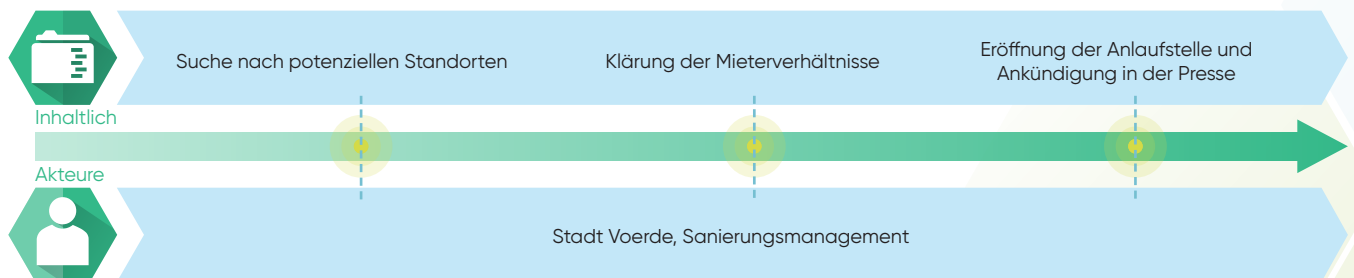 Suche nach potenziellen Standorten
Klärung der Mieterverhältnisse
Eröffnung der Anlaufstelle und
Ankündigung in der Presse
Inhaltlich
Akteure
Stadt Voerde, Sanierungsmanagement